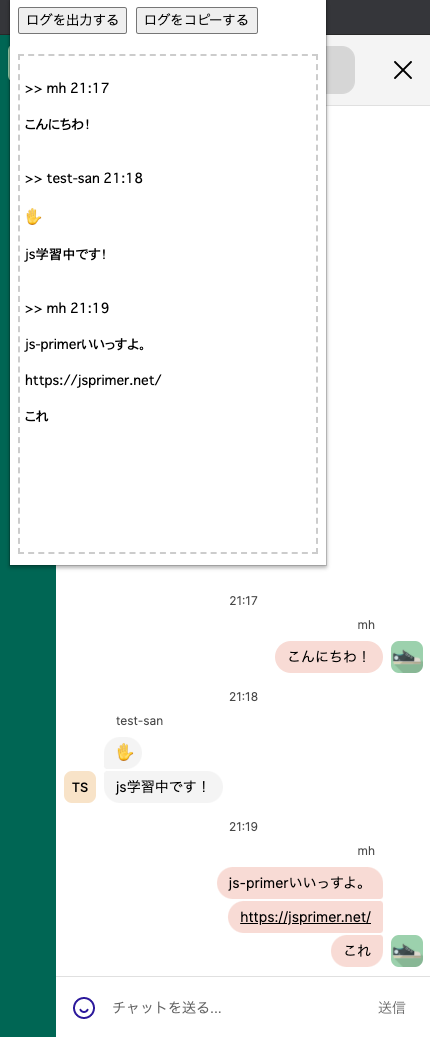 ログを出力する ログをコピーする
>> mh 21:17
こんにちわ！
>> test-san 21:18
✋
js学習中です！
>> mh 21:19
js-primerいいっすよ。
https://jsprimer.net/
これ
21:17
mh
こんにちわ！
21:18
test-san
✋
TS js学習中です！
21:19
mh
js-primerいいっすよ。
https://jsprimer.net/
これ
チャットを送る... 送信